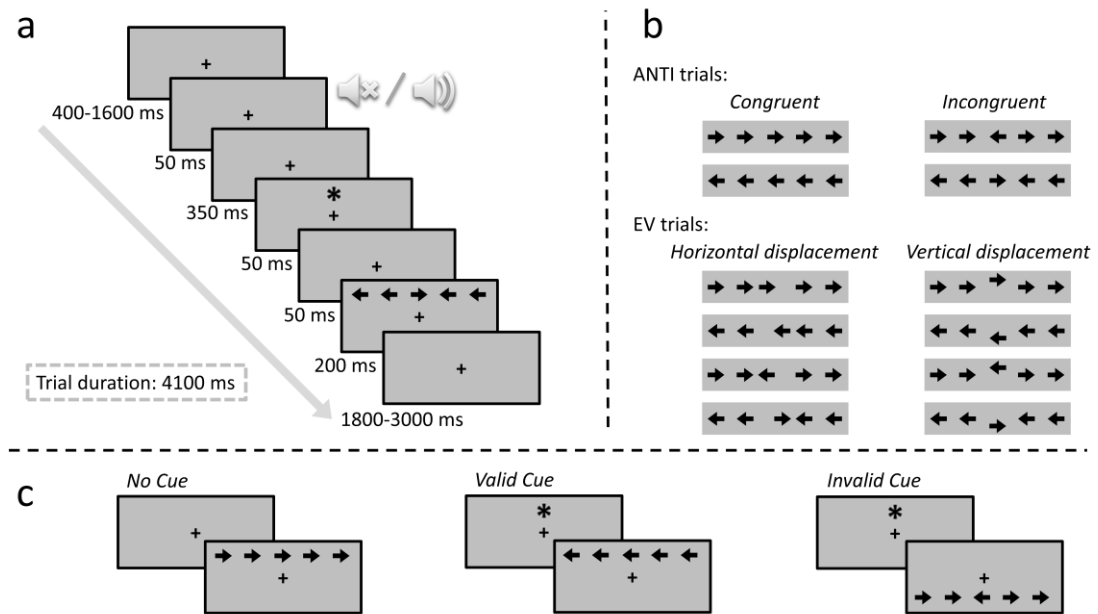 a
400-1600 ms
50 ms
350 ms
50 ms
50 ms
200 ms
1800-3000 ms
Trial duration: 4100 ms
b
ANTI trials:
Congruent
Incongruent
EV trials:
Horizontal displacement
Vertical displacement
c
No Cue
Valid Cue
Invalid Cue